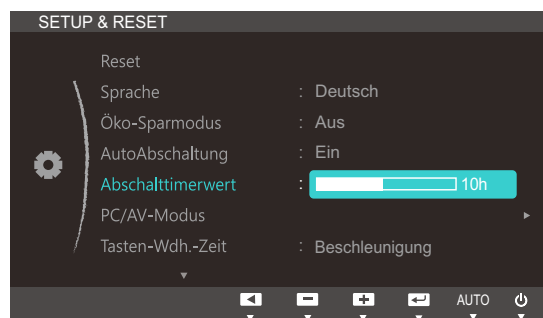 SETUP & RESET
Reset
Sprache : Deutsch
Öko-Sparmodus : Aus
AutoAbschaltung : Ein
Abschalttimerwert : 10h
PC/AV-Modus
Tasten-Wdh.-Zeit : Beschleunigung
AUTO